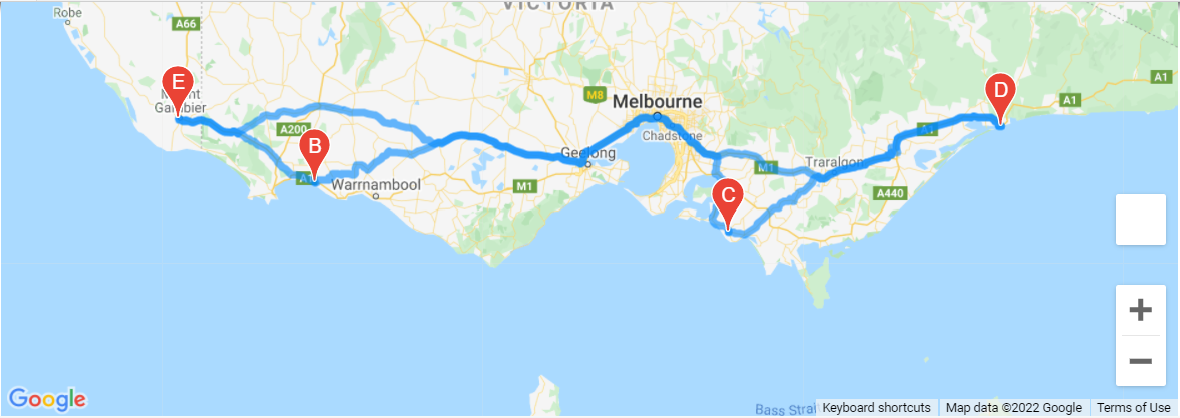 VICTORIA
Robe
A66
A1
E
D
M8
A1
Mount
Gambier
Melbourne
A200
Chadstone
A1
B
Geelong
Traralgon
M1
Warrnambool
M1
C
A440
+
−
Google
Bass Strait
Keyboard shortcuts
Map data ©2022 Google
Terms of Use